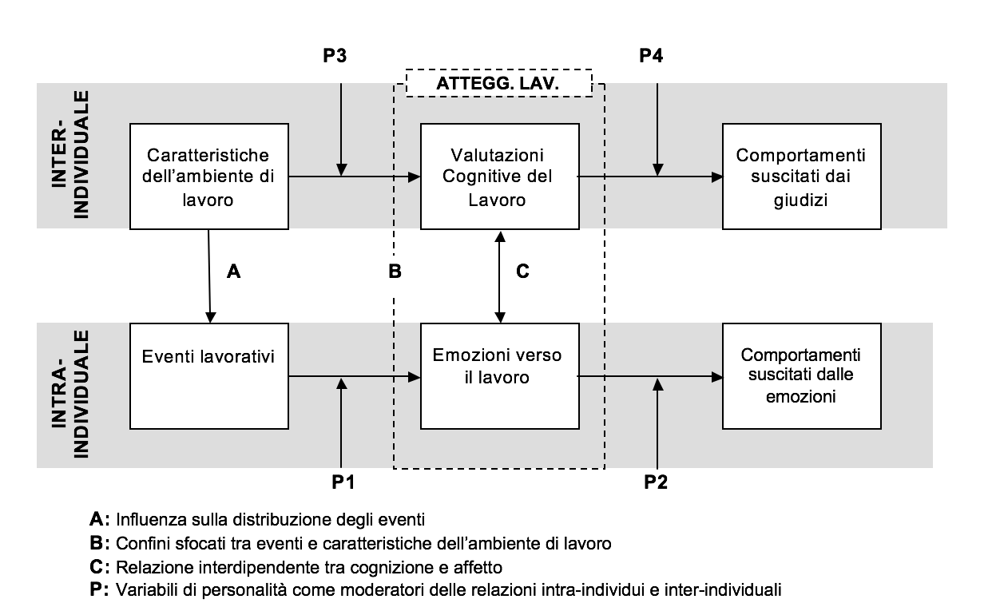 P3
P4
ATTEGG. LAV.
INTER-
INDIVIDUALE
Caratteristiche
dell'ambiente di
lavoro
Valutazioni
Cognitive del
Lavoro
Comportamenti
suscitati dai
giudizi
A
B
C
INTRA-
INDIVIDUALE
Eventi lavorativi
Emozioni verso
il lavoro
Comportamenti
suscitati dalle
emozioni
P1
P2
A: Influenza sulla distribuzione degli eventi
B: Confini sfocati tra eventi e caratteristiche dell'ambiente di lavoro
C: Relazione interdipendente tra cognizione e affetto
P: Variabili di personalità come moderatori delle relazioni intra-individui e inter-individuali